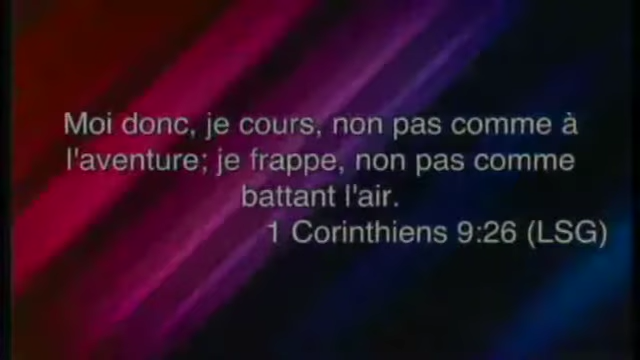 Moi donc, je cours, non pas comme à
l'aventure; je frappe, non pas comme
battant l'air.
1 Corinthiens 9:26 (LSG)